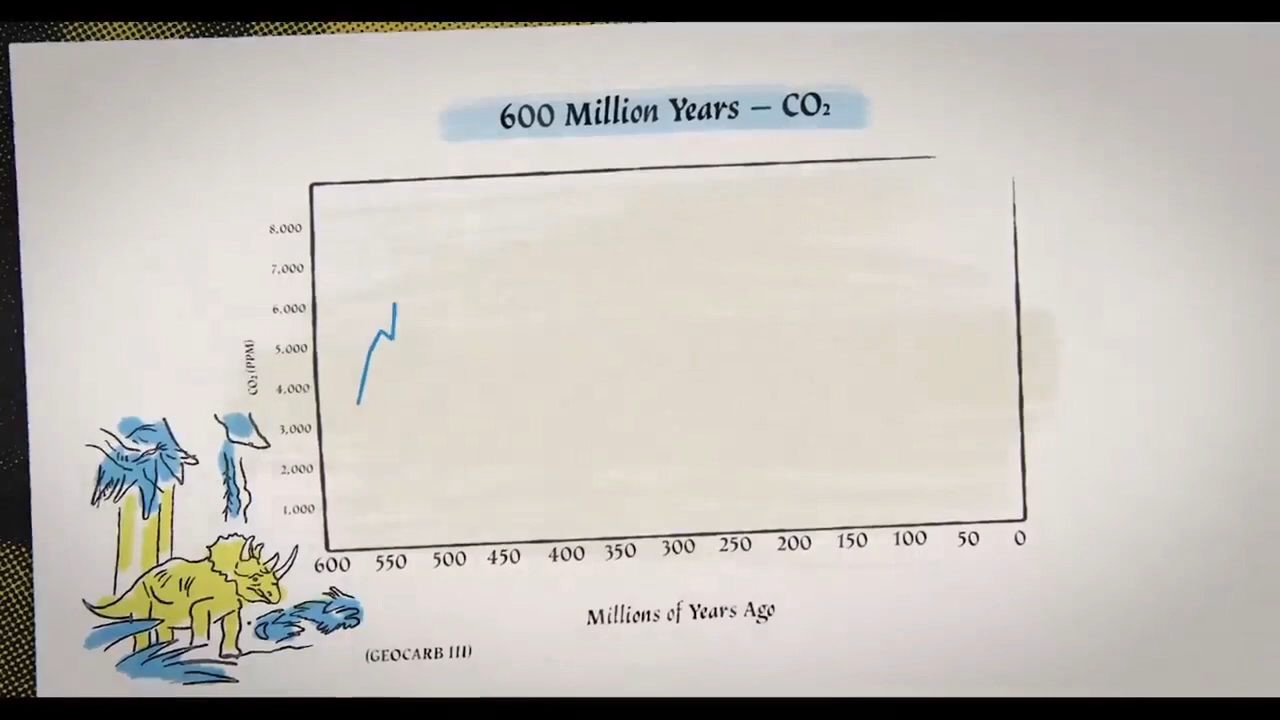 600 Million Years – CO₂
8,000
7,000
6,000
5,000
4,000
3,000
2,000
1,000
CO₂ (PPM)
600 550 500 450 400 350 300 250 200 150 100 50 0
Millions of Years Ago
(GEOCARB III)